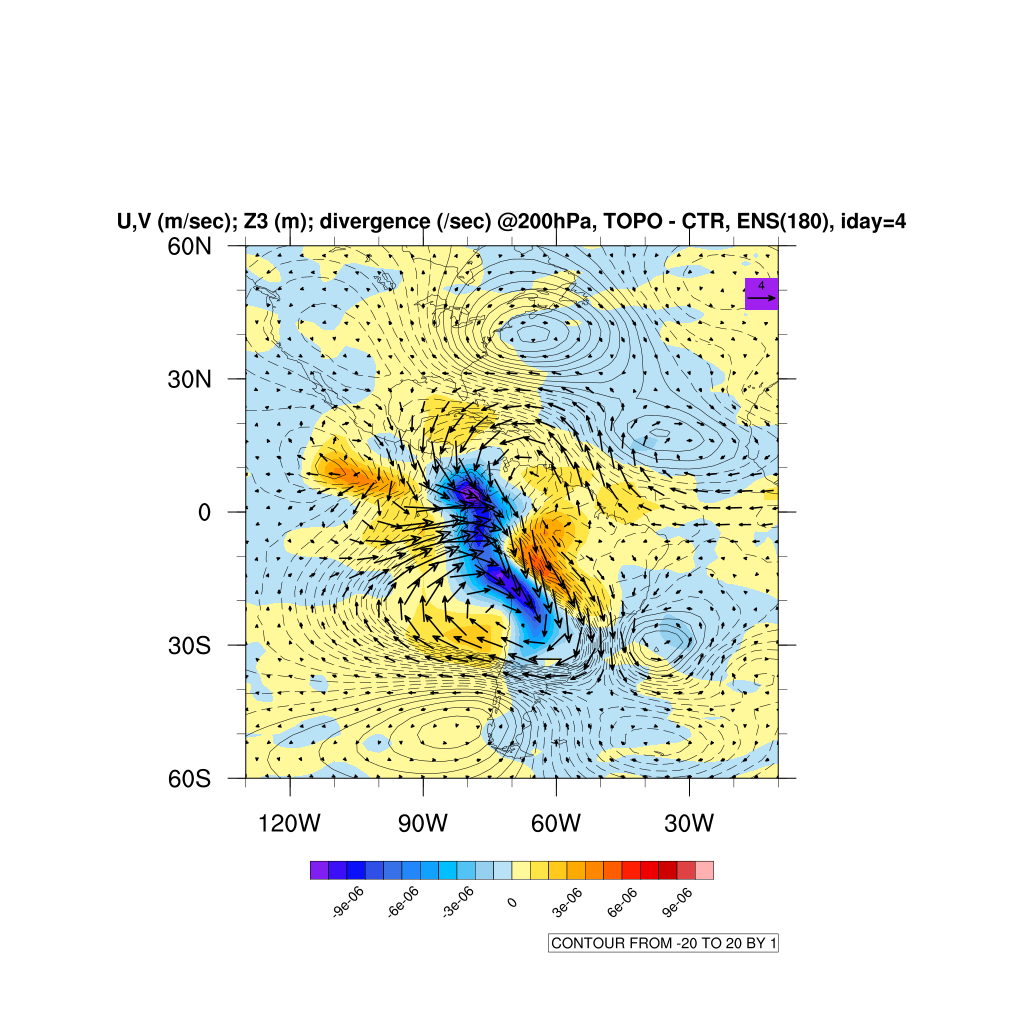 U,V (m/sec); Z3 (m); divergence (/sec) @200hPa, TOPO - CTR, ENS(180), iday=4
60N
4
30N
0
30S
60S
120W 90W 60W 30W
-9e-06 -6e-06 -3e-06 0 3e-06 6e-06 9e-06
CONTOUR FROM -20 TO 20 BY 1